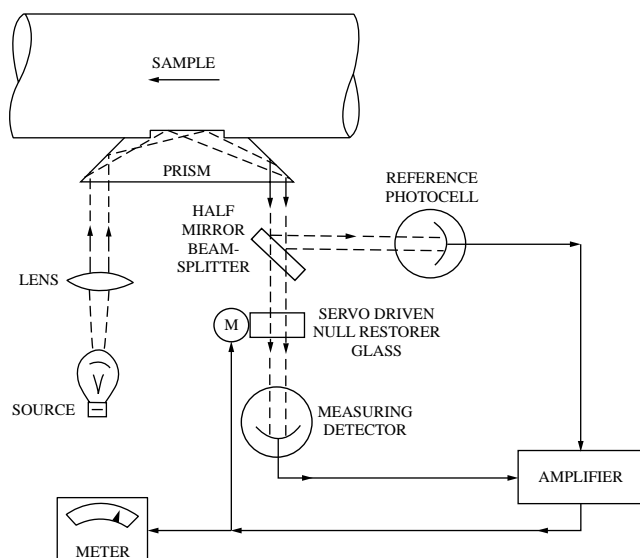 SAMPLE
PRISM
REFERENCE
PHOTOCELL
HALF
MIRROR
BEAM-
SPLITTER
LENS
M
SERVO DRIVEN
NULL RESTORER
GLASS
SOURCE
MEASURING
DETECTOR
AMPLIFIER
METER